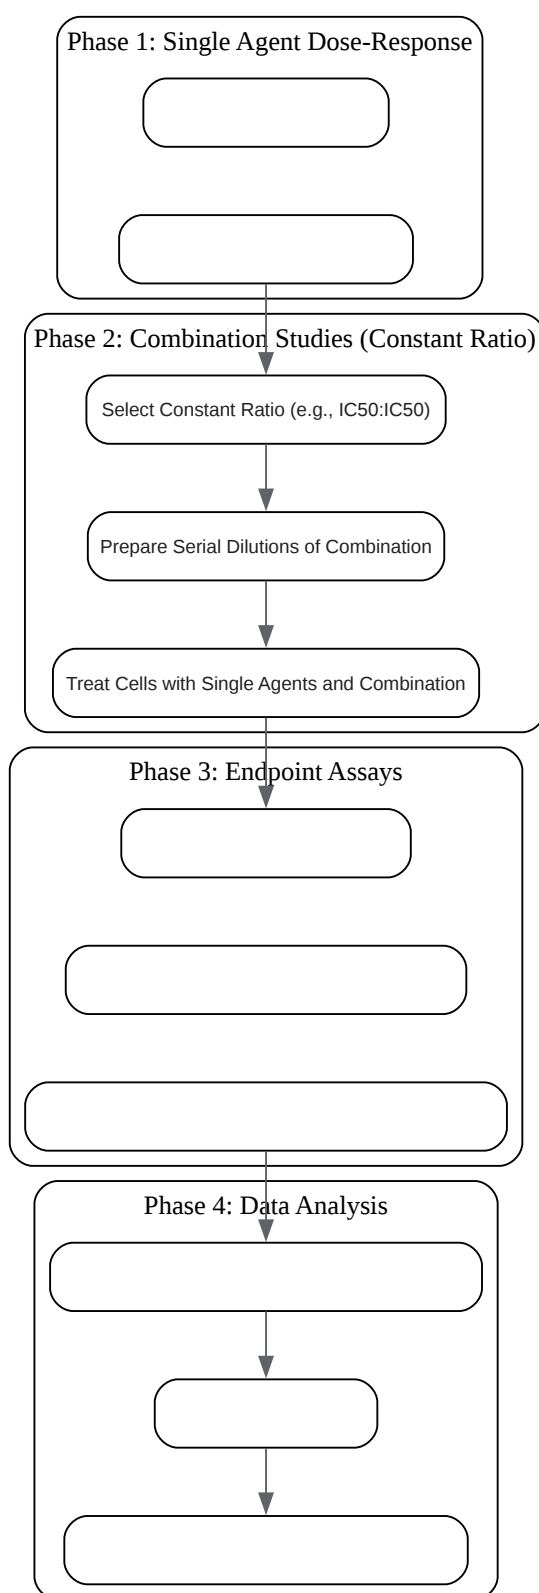 Phase 1: Single Agent Dose-Response
Phase 2: Combination Studies (Constant Ratio)
Select Constant Ratio (e.g., IC50:IC50)
Prepare Serial Dilutions of Combination
Treat Cells with Single Agents and Combination
Phase 3: Endpoint Assays
Phase 4: Data Analysis